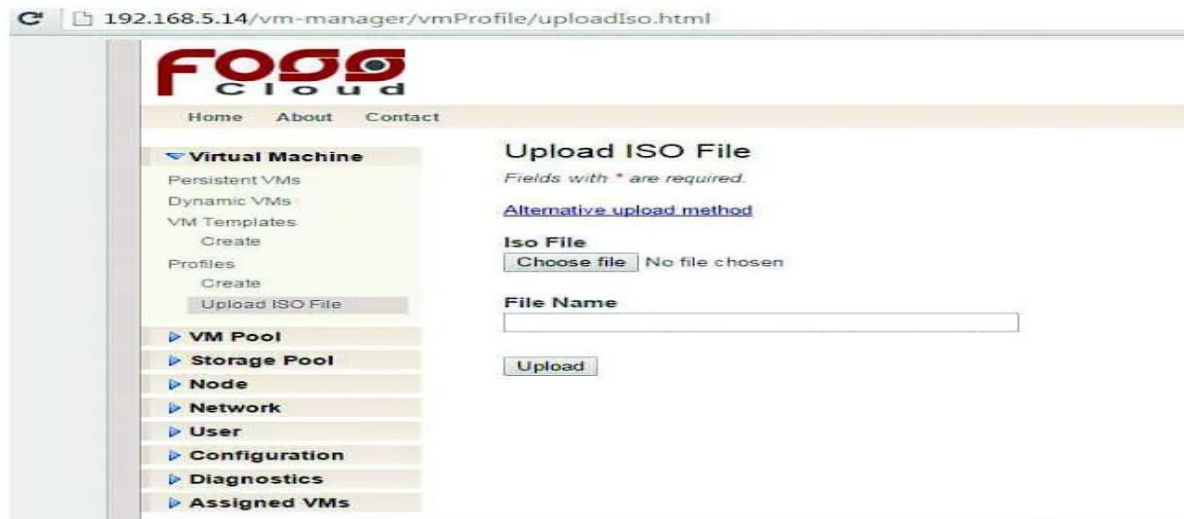 192.168.5.14/vm-manager/vmProfile/uploadIso.html
FOSS
Cloud
Home About Contact
Virtual Machine
Persistent VMs
Dynamic VMs
VM Templates
Create
Profiles
Create
Upload ISO File
VM Pool
Storage Pool
Node
Network
User
Configuration
Diagnostics
Assigned VMs
Upload ISO File
Fields with * are required.
Alternative upload method
Iso File
Choose file No file chosen
File Name
Upload